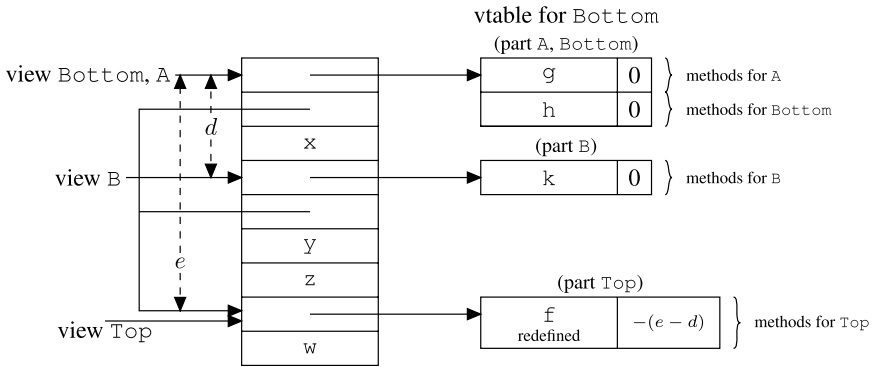 vtable for Bottom
(part A, Bottom)
view Bottom, A
g 0 methods for A
h 0 methods for Bottom
d
x
(part B)
view B
k 0 methods for B
y
e
z
(part Top)
view Top
f
redefined
−(e − d)
methods for Top
w